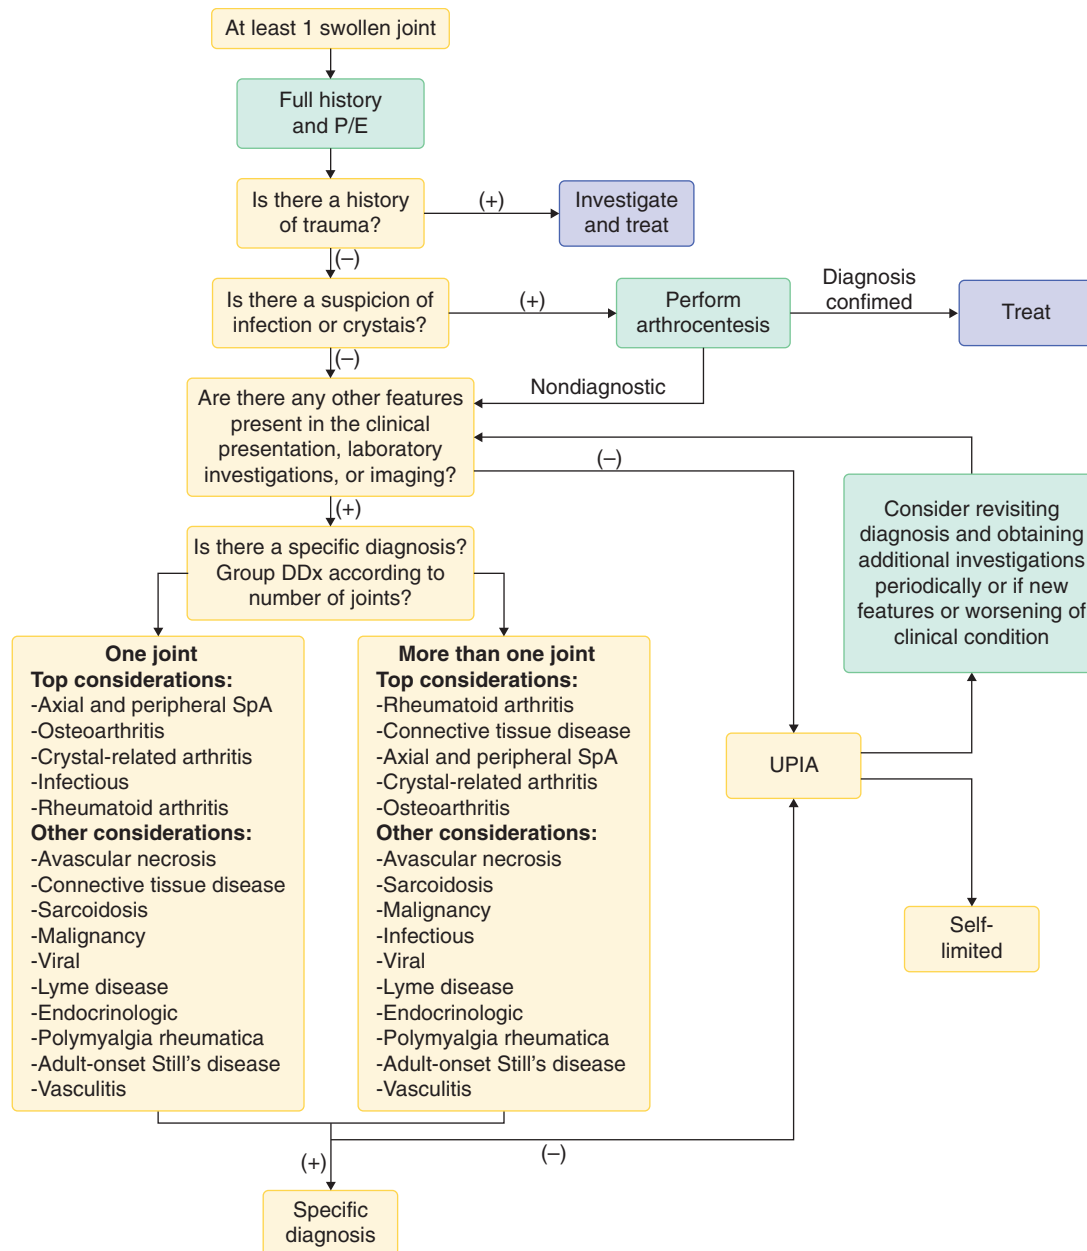 At least 1 swollen joint
Full history
and P/E
Is there a history
of trauma?
(+)
Investigate
and treat
(–)
Is there a suspicion of
infection or crystais?
(+)
Perform
arthrocentesis
Diagnosis
confimed
Treat
(–)
Nondiagnostic
Are there any other features
present in the clinical
presentation, laboratory
investigations, or imaging?
(–)
(+)
Consider revisiting
diagnosis and obtaining
additional investigations
periodically or if new
features or worsening of
clinical condition
Is there a specific diagnosis?
Group DDx according to
number of joints?
One joint
Top considerations:
-Axial and peripheral SpA
-Osteoarthritis
-Crystal-related arthritis
-Infectious
-Rheumatoid arthritis
Other considerations:
-Avascular necrosis
-Connective tissue disease
-Sarcoidosis
-Malignancy
-Viral
-Lyme disease
-Endocrinologic
-Polymyalgia rheumatica
-Adult-onset Still’s disease
-Vasculitis
More than one joint
Top considerations:
-Rheumatoid arthritis
-Connective tissue disease
-Axial and peripheral SpA
-Crystal-related arthritis
-Osteoarthritis
Other considerations:
-Avascular necrosis
-Sarcoidosis
-Malignancy
-Infectious
-Viral
-Lyme disease
-Endocrinologic
-Polymyalgia rheumatica
-Adult-onset Still’s disease
-Vasculitis
UPIA
Self-
limited
(+)
(–)
Specific
diagnosis